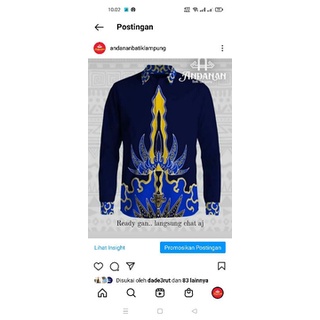 10:02
Postingan
andananbatiklampung
ANDANAN
Ready gan.. langsung chat aj
Lihat Insight
Promosikan Postingan
Disukai oleh dade3rut dan 83 lainnya